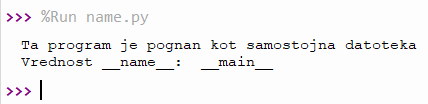 >>> %Run name.py
Ta program je pognan kot samostojna datoteka
Vrednost __name__:  __main__
>>>